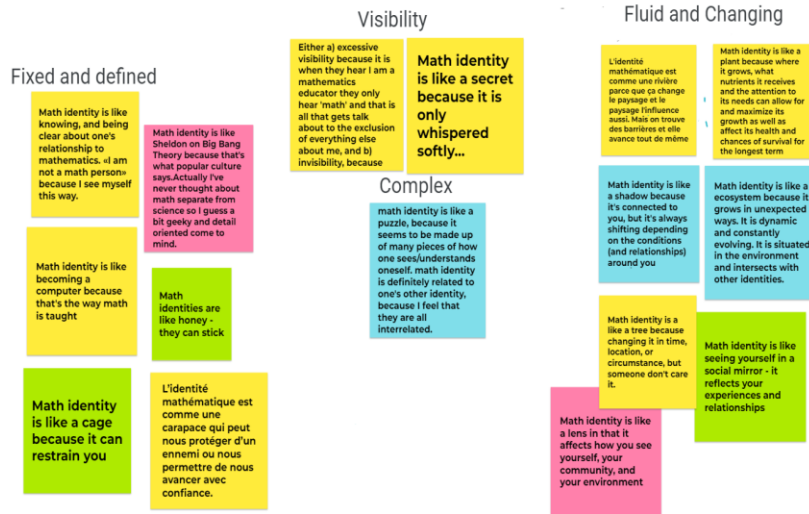 Fixed and defined
Math identity is like
knowing, and being
clear about one's
relationship to
mathematics. «I am
not a math person»
because I see myself
this way.
Math identity is like
Sheldon on Big Bang
Theory because that's
what popular culture
says.Actually I've
never thought about
math separate from
science so I guess a
bit geeky and detail
oriented come to
mind.
Math identity is like
becoming a
computer because
that's the way math
is taught
Math
identities are
like honey -
they can stick
Math identity
is like a cage
because it can
restrain you
L'identité
mathématique est
comme une
carapace qui peut
nous protéger d'un
ennemi ou nous
permettre de nous
avancer avec
confiance.
Visibility
Either a) excessive
visibility because it is
when they hear I am a
mathematics
educator they only
hear 'math' and that is
all that gets talk
about to the exclusion
of everything else
about me, and b)
invisibility, because
Math identity
is like a secret
because it is
only
whispered
softly...
Complex
math identity is like a
puzzle, because it
seems to be made up
of many pieces of how
one sees/understands
oneself. math identity
is definitely related to
one's other identity,
because I feel that
they are all
interrelated.
Fluid and Changing
L'identité
mathématique est
comme une rivière
parce que ça change
le paysage et le
paysage l'influence
aussi. Mais on trouve
des barrières et elle
avance tout de même
Math identity is like a
plant because where
it grows, what
nutrients it receives
and the attention to
its needs can allow for
and maximize its
growth as well as
affect its health and
chances of survival for
the longest term
Math identity is like
a shadow because
it's connected to
you, but it's always
shifting depending
on the conditions
(and relationships)
around you
Math identity is like a
ecosystem because it
grows in unexpected
ways. It is dynamic
and constantly
evolving. It is situated
in the environment
and intersects with
other identities.
Math identity is a
like a tree because
changing it in time,
location, or
circumstance, but
someone don't care
it.
Math identity is like
seeing yourself in a
social mirror - it
reflects your
experiences and
relationships
Math identity is like
a lens in that it
affects how you see
yourself, your
community, and
your environment